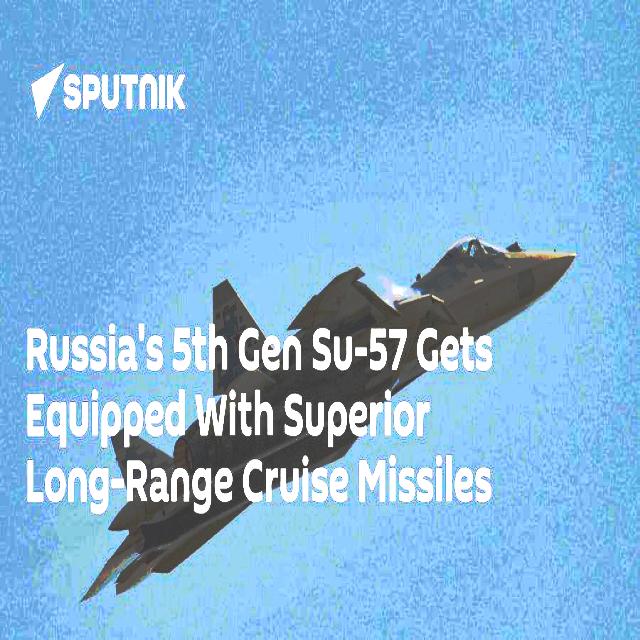 SPUTNIK
Russia's 5th Gen Su-57 Gets
Equipped With Superior
Long-Range Cruise Missiles